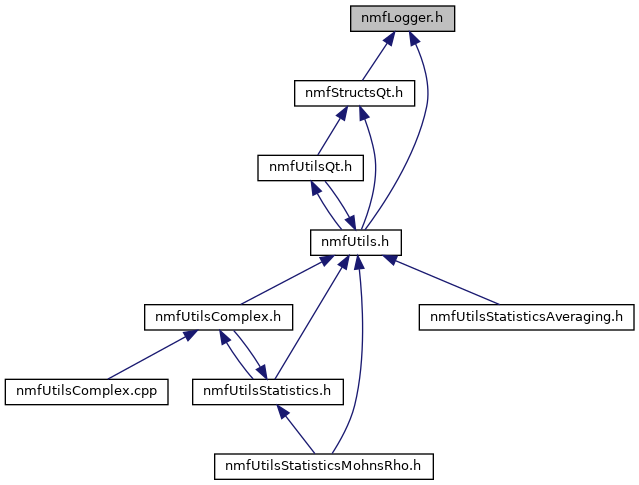 nmfLogger.h
nmfStructsQt.h
nmfUtilsQt.h
nmfUtils.h
nmfUtilsComplex.h
nmfUtilsStatisticsAveraging.h
nmfUtilsComplex.cpp
nmfUtilsStatistics.h
nmfUtilsStatisticsMohnsRho.h